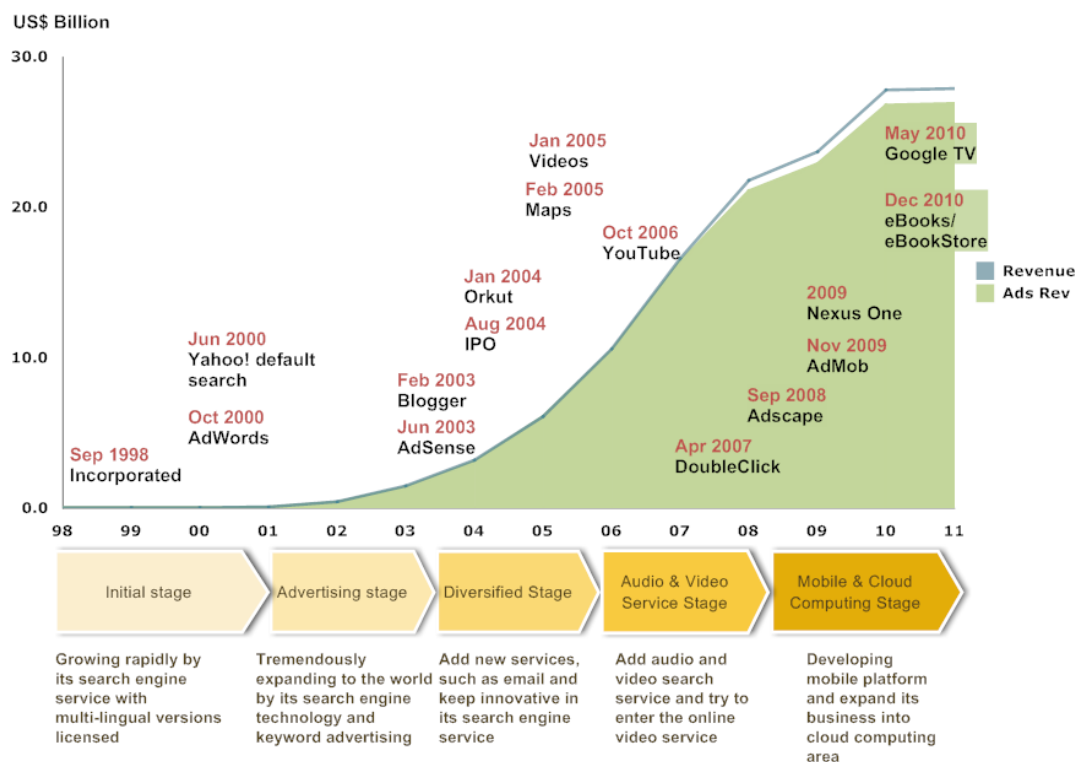 US$ Billion
30.0
20.0
10.0
0.0
Sep 1998
Incorporated
Jun 2000
Yahoo! default
search
Oct 2000
AdWords
Feb 2003
Blogger
Jun 2003
AdSense
Jan 2004
Orkut
Aug 2004
IPO
Jan 2005
Videos
Feb 2005
Maps
Oct 2006
YouTube
Apr 2007
DoubleClick
Sep 2008
Adscape
2009
Nexus One
Nov 2009
AdMob
May 2010
Google TV
Dec 2010
eBooks/
eBookStore
Revenue
Ads Rev
98 99 00 01 02 03 04 05 06 07 08 09 10 11
Initial stage
Advertising stage
Diversified Stage
Audio & Video
Service Stage
Mobile & Cloud
Computing Stage
Growing rapidly by
its search engine
service with
multi-lingual versions
licensed
Tremendously
expanding to the world
by its search engine
technology and
keyword advertising
Add new services,
such as email and
keep innovative in
its search engine
service
Add audio and
video search
service and try to
enter the online
video service
Developing
mobile platform
and expand its
business into
cloud computing
area